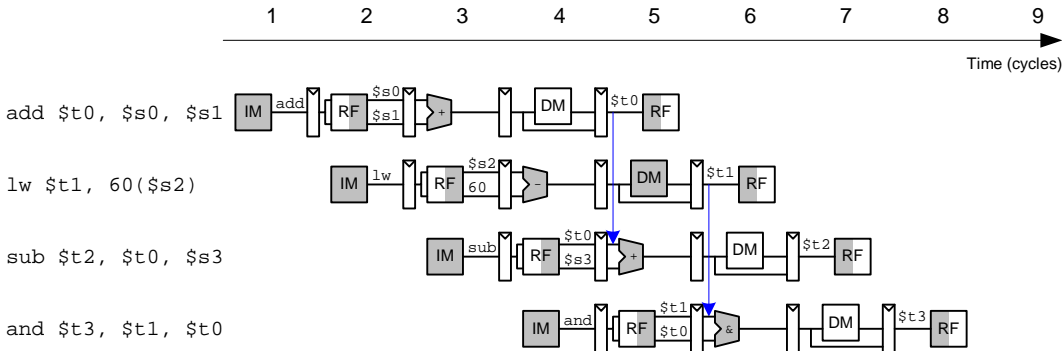 1 2 3 4 5 6 7 8 9
Time (cycles)
add $t0, $s0, $s1 IM add RF $s0 $s1 + DM $t0 RF
lw $t1, 60($s2) IM lw RF $s2 60 - DM $t1 RF
sub $t2, $t0, $s3 IM sub RF $t0 $s3 + DM $t2 RF
and $t3, $t1, $t0 IM and RF $t1 $t0 & DM $t3 RF